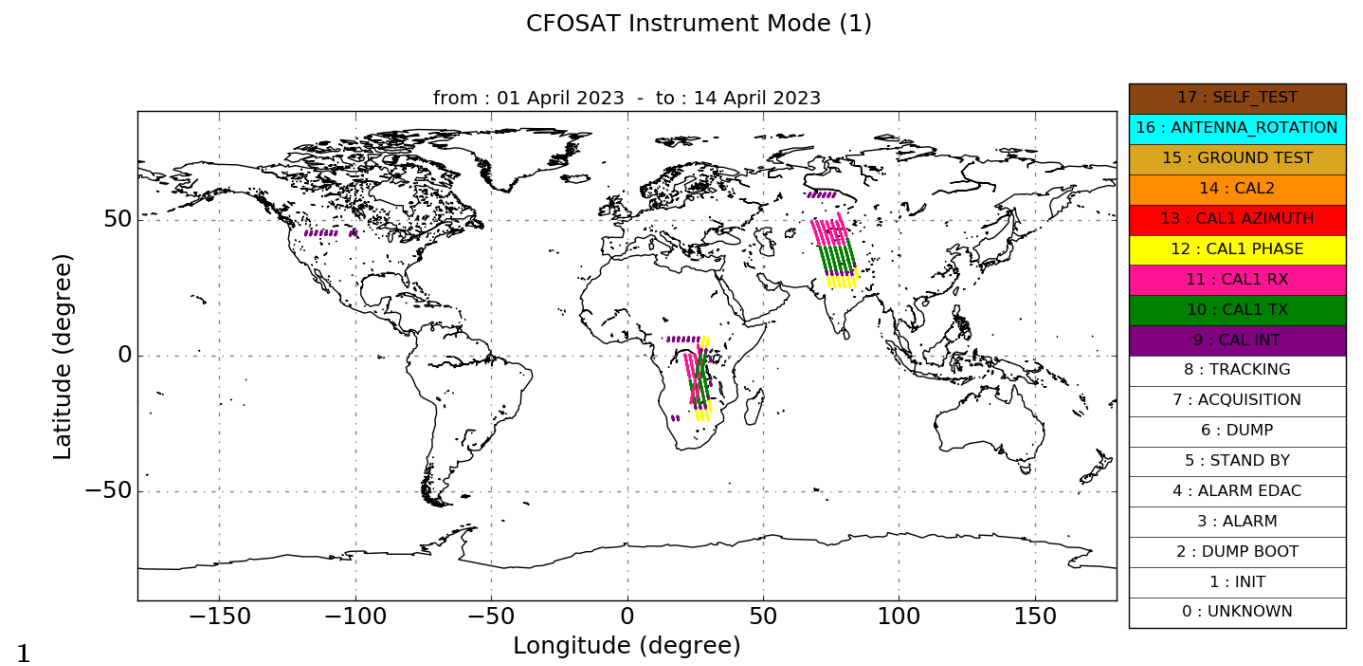 CFOSAT Instrument Mode (1)
from : 01 April 2023 - to : 14 April 2023
17 : SELF_TEST
16 : ANTENNA_ROTATION
15 : GROUND TEST
14 : CAL2
13 : CAL1 AZIMUTH
12 : CAL1 PHASE
11 : CAL1 RX
10 : CAL1 TX
9 : CAL INT
8 : TRACKING
7 : ACQUISITION
6 : DUMP
5 : STAND BY
4 : ALARM EDAC
3 : ALARM
2 : DUMP BOOT
1 : INIT
0 : UNKNOWN
Latitude (degree)
50
0
−50
−150 −100 −50 0 50 100 150
Longitude (degree)
1